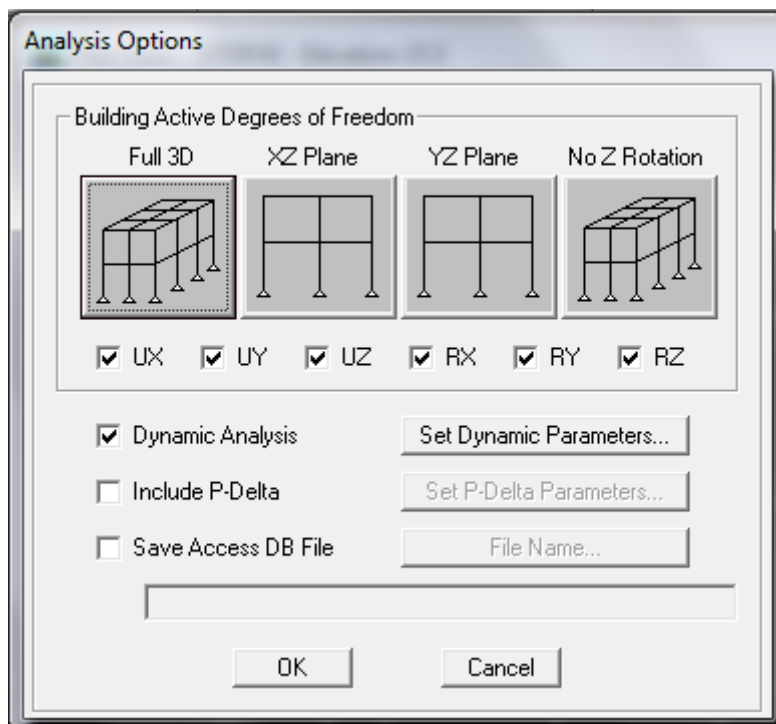 Analysis Options
Building Active Degrees of Freedom
Full 3D XZ Plane YZ Plane No Z Rotation
UX UY UZ RX RY RZ
Dynamic Analysis Set Dynamic Parameters...
Include P-Delta Set P-Delta Parameters...
Save Access DB File File Name...
OK Cancel